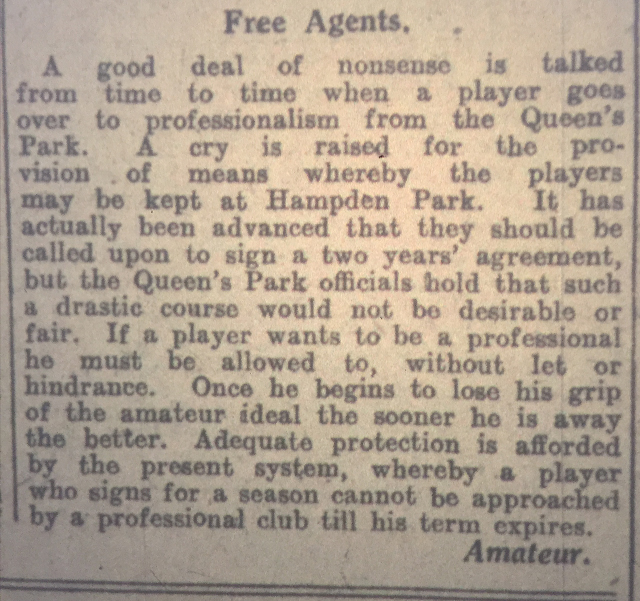 Free Agents.
A good deal of nonsense is talked
from time to time when a player goes
over to professionalism from the Queen's
Park. A cry is raised for the pro-
vision of means whereby the players
may be kept at Hampden Park. It has
actually been advanced that they should be
called upon to sign a two years' agreement,
but the Queen's Park officials hold that such
a drastic course would not be desirable or
fair. If a player wants to be a professional
he must be allowed to, without let or
hindrance. Once he begins to lose his grip
of the amateur ideal the sooner he is away
the better. Adequate protection is afforded
by the present system, whereby a player
who signs for a season cannot be approached
by a professional club till his term expires.
Amateur.